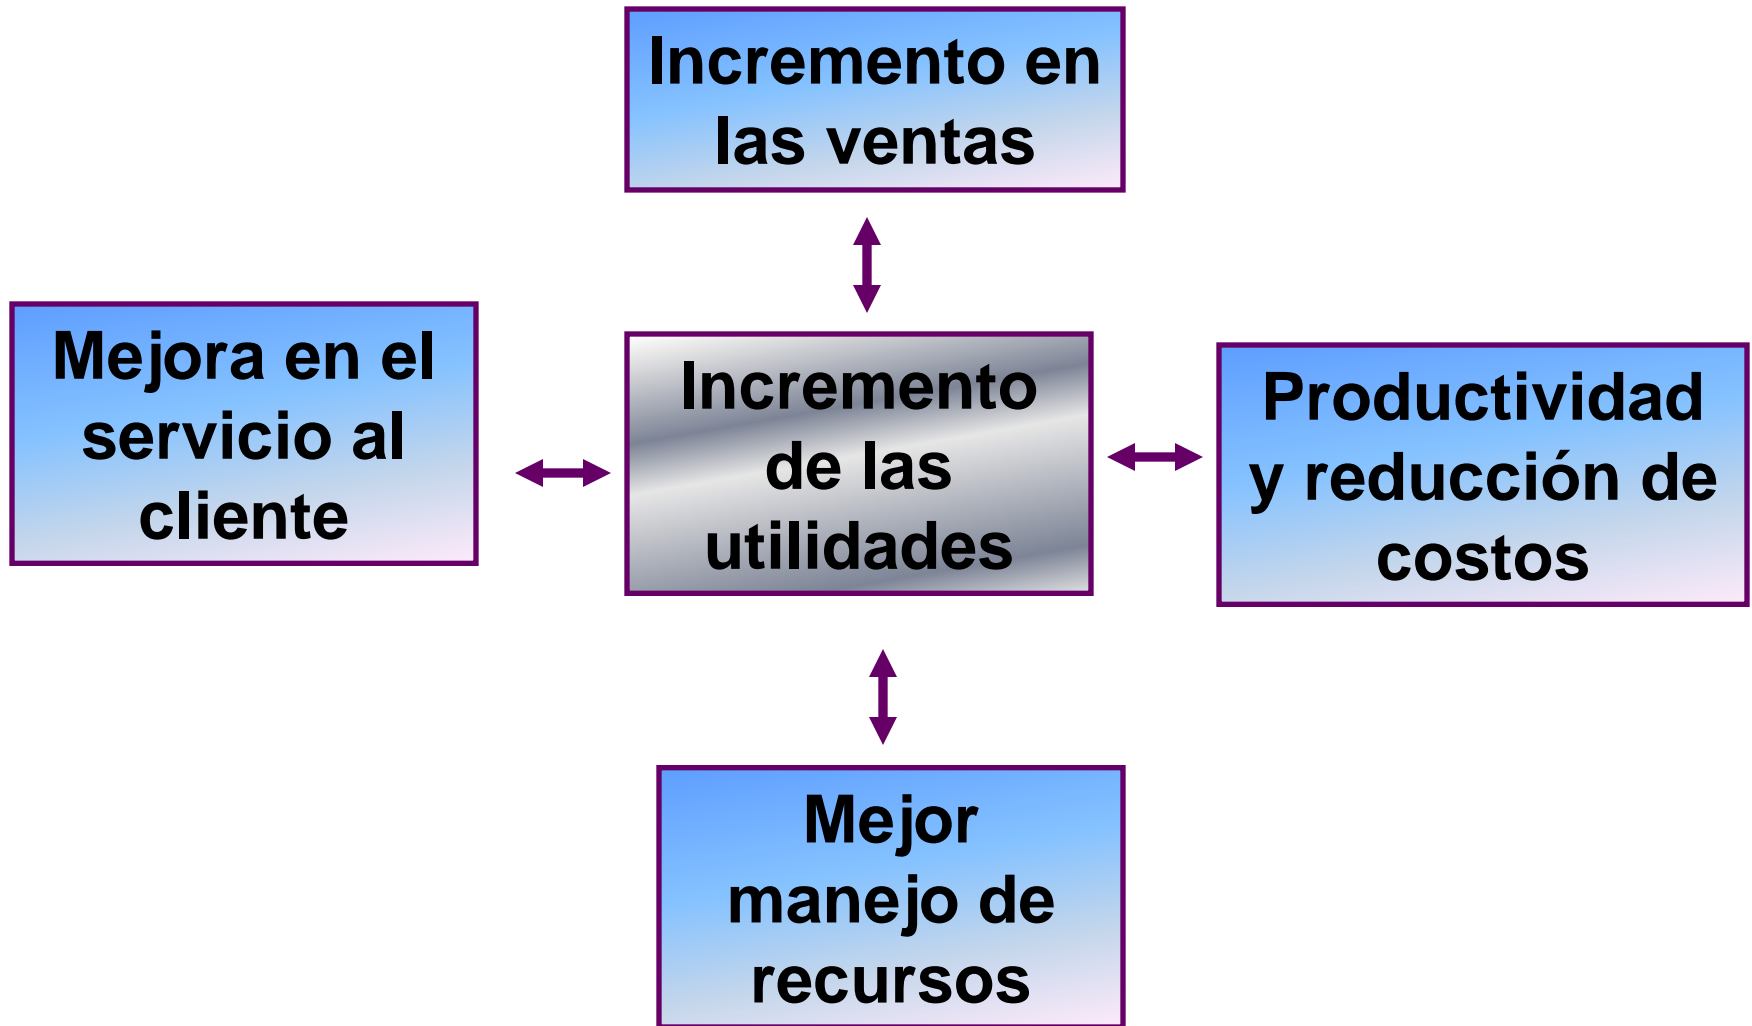 Incremento en
las ventas
Mejora en el
servicio al
cliente
Incremento
de las
utilidades
Productividad
y reducción de
costos
Mejor
manejo de
recursos